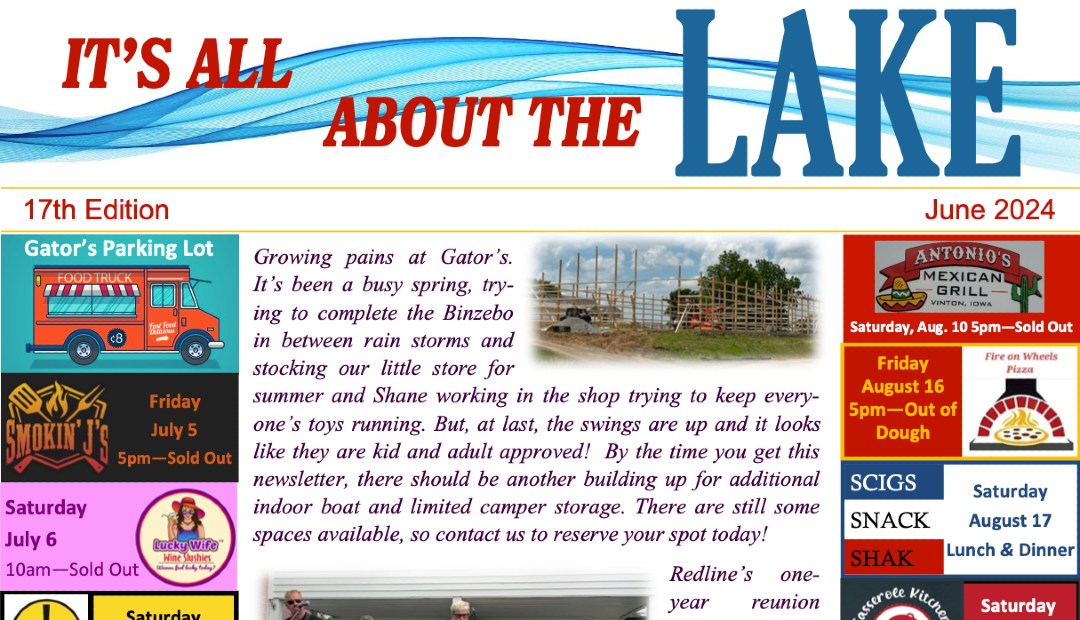 IT'S ALL
ABOUT THE
LAKE
17th Edition
June 2024
Gator's Parking Lot
FOOD TRUCK
Fast Food
Delicious
SMOKIN' J'S
Friday
July 5
5pm—Sold Out
Saturday
July 6
10am—Sold Out
Lucky Wife
Wine Slushies
Wanna feel lucky today?
Saturday
Growing pains at Gator's.
It's been a busy spring, try-
ing to complete the Binzebo
in between rain storms and
stocking our little store for
summer and Shane working in the shop trying to keep every-
one's toys running. But, at last, the swings are up and it looks
like they are kid and adult approved! By the time you get this
newsletter, there should be another building up for additional
indoor boat and limited camper storage. There are still some
spaces available, so contact us to reserve your spot today!
Redline's one-
year reunion
ANTONIO'S
MEXICAN
GRILL
VINTON, IOWA
Saturday, Aug. 10 5pm—Sold Out
Friday
August 16
5pm—Out of
Dough
Fire on Wheels
Pizza
SCIGS
SNACK
SHAK
Saturday
August 17
Lunch & Dinner
Casserole Kitchen
Saturday